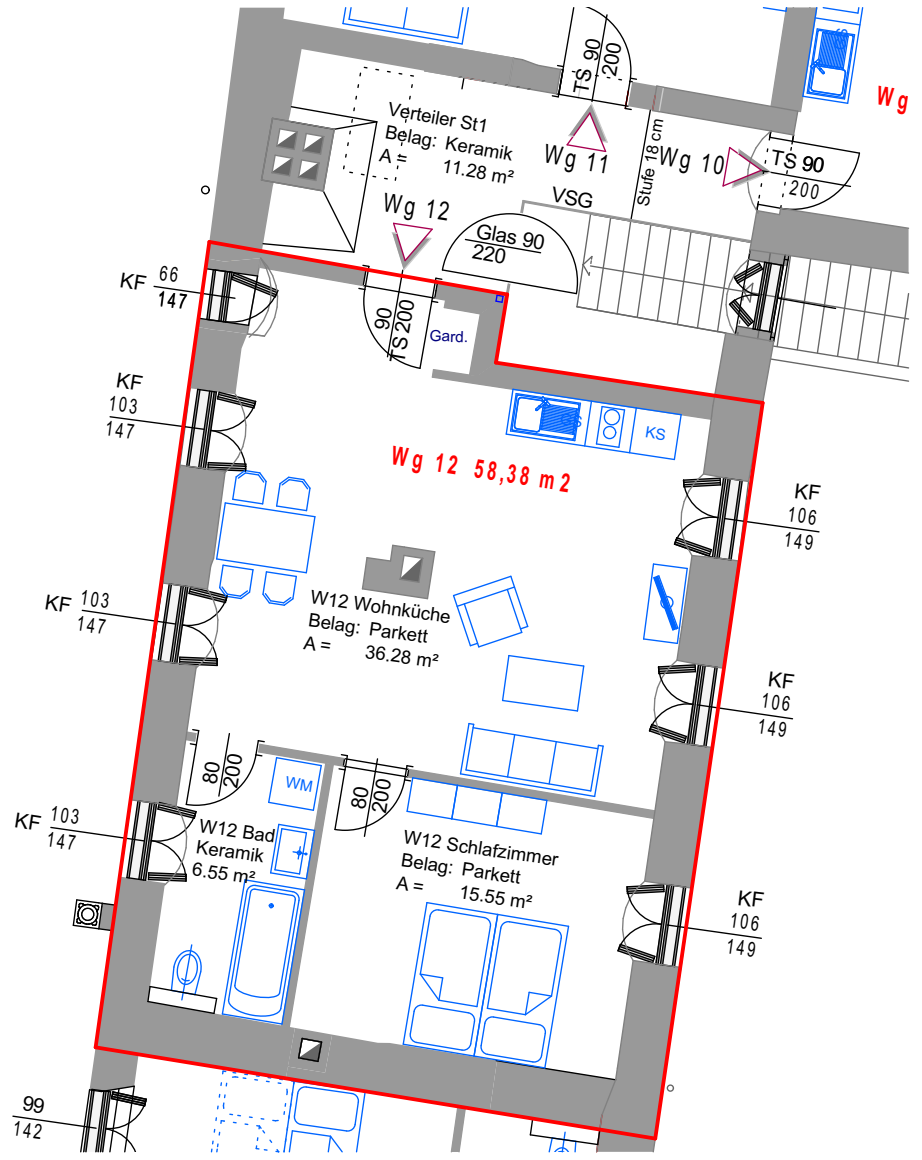 TS 90
200
Wg
Verteiler St1
Belag: Keramik
A = 11.28 m²
Wg 11
Stufe 18 cm
Wg 10
TS 90
200
VSG
Wg 12
Glas 90
220
KF 66
147
90
TS 200
Gard.
KF
103
147
KS
Wg 12 58,38 m2
KF
106
149
W12 Wohnküche
Belag: Parkett
A = 36.28 m²
KF 103
147
KF
106
149
80
200
WM
80
200
KF 103
147
W12 Bad
Keramik
6.55 m²
W12 Schlafzimmer
Belag: Parkett
A = 15.55 m²
KF
106
149
99
142